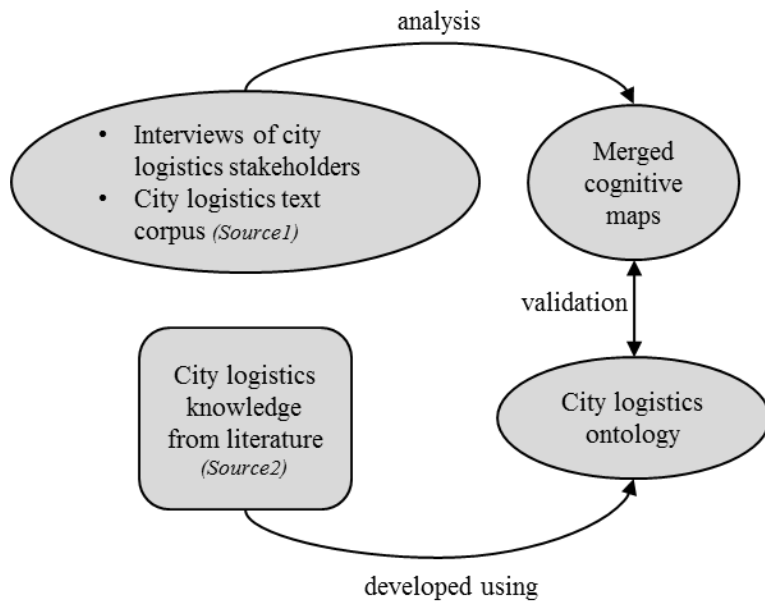 analysis
• Interviews of city
logistics stakeholders
• City logistics text
corpus (Source1)
Merged
cognitive
maps
validation
City logistics
knowledge
from literature
(Source2)
City logistics
ontology
developed using